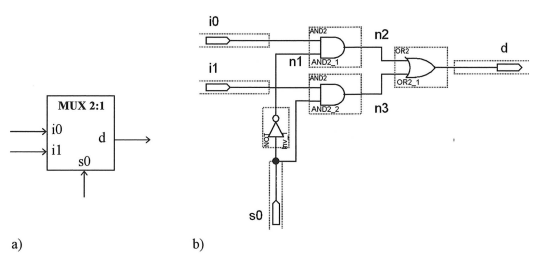 MUX 2:1
i0
i1
d
s0
a)
i0
i1
n1
AND2
AND2_1
n2
AND2
AND2_2
n3
OR2
OR2_1
d
NOT
Inv
s0
b)